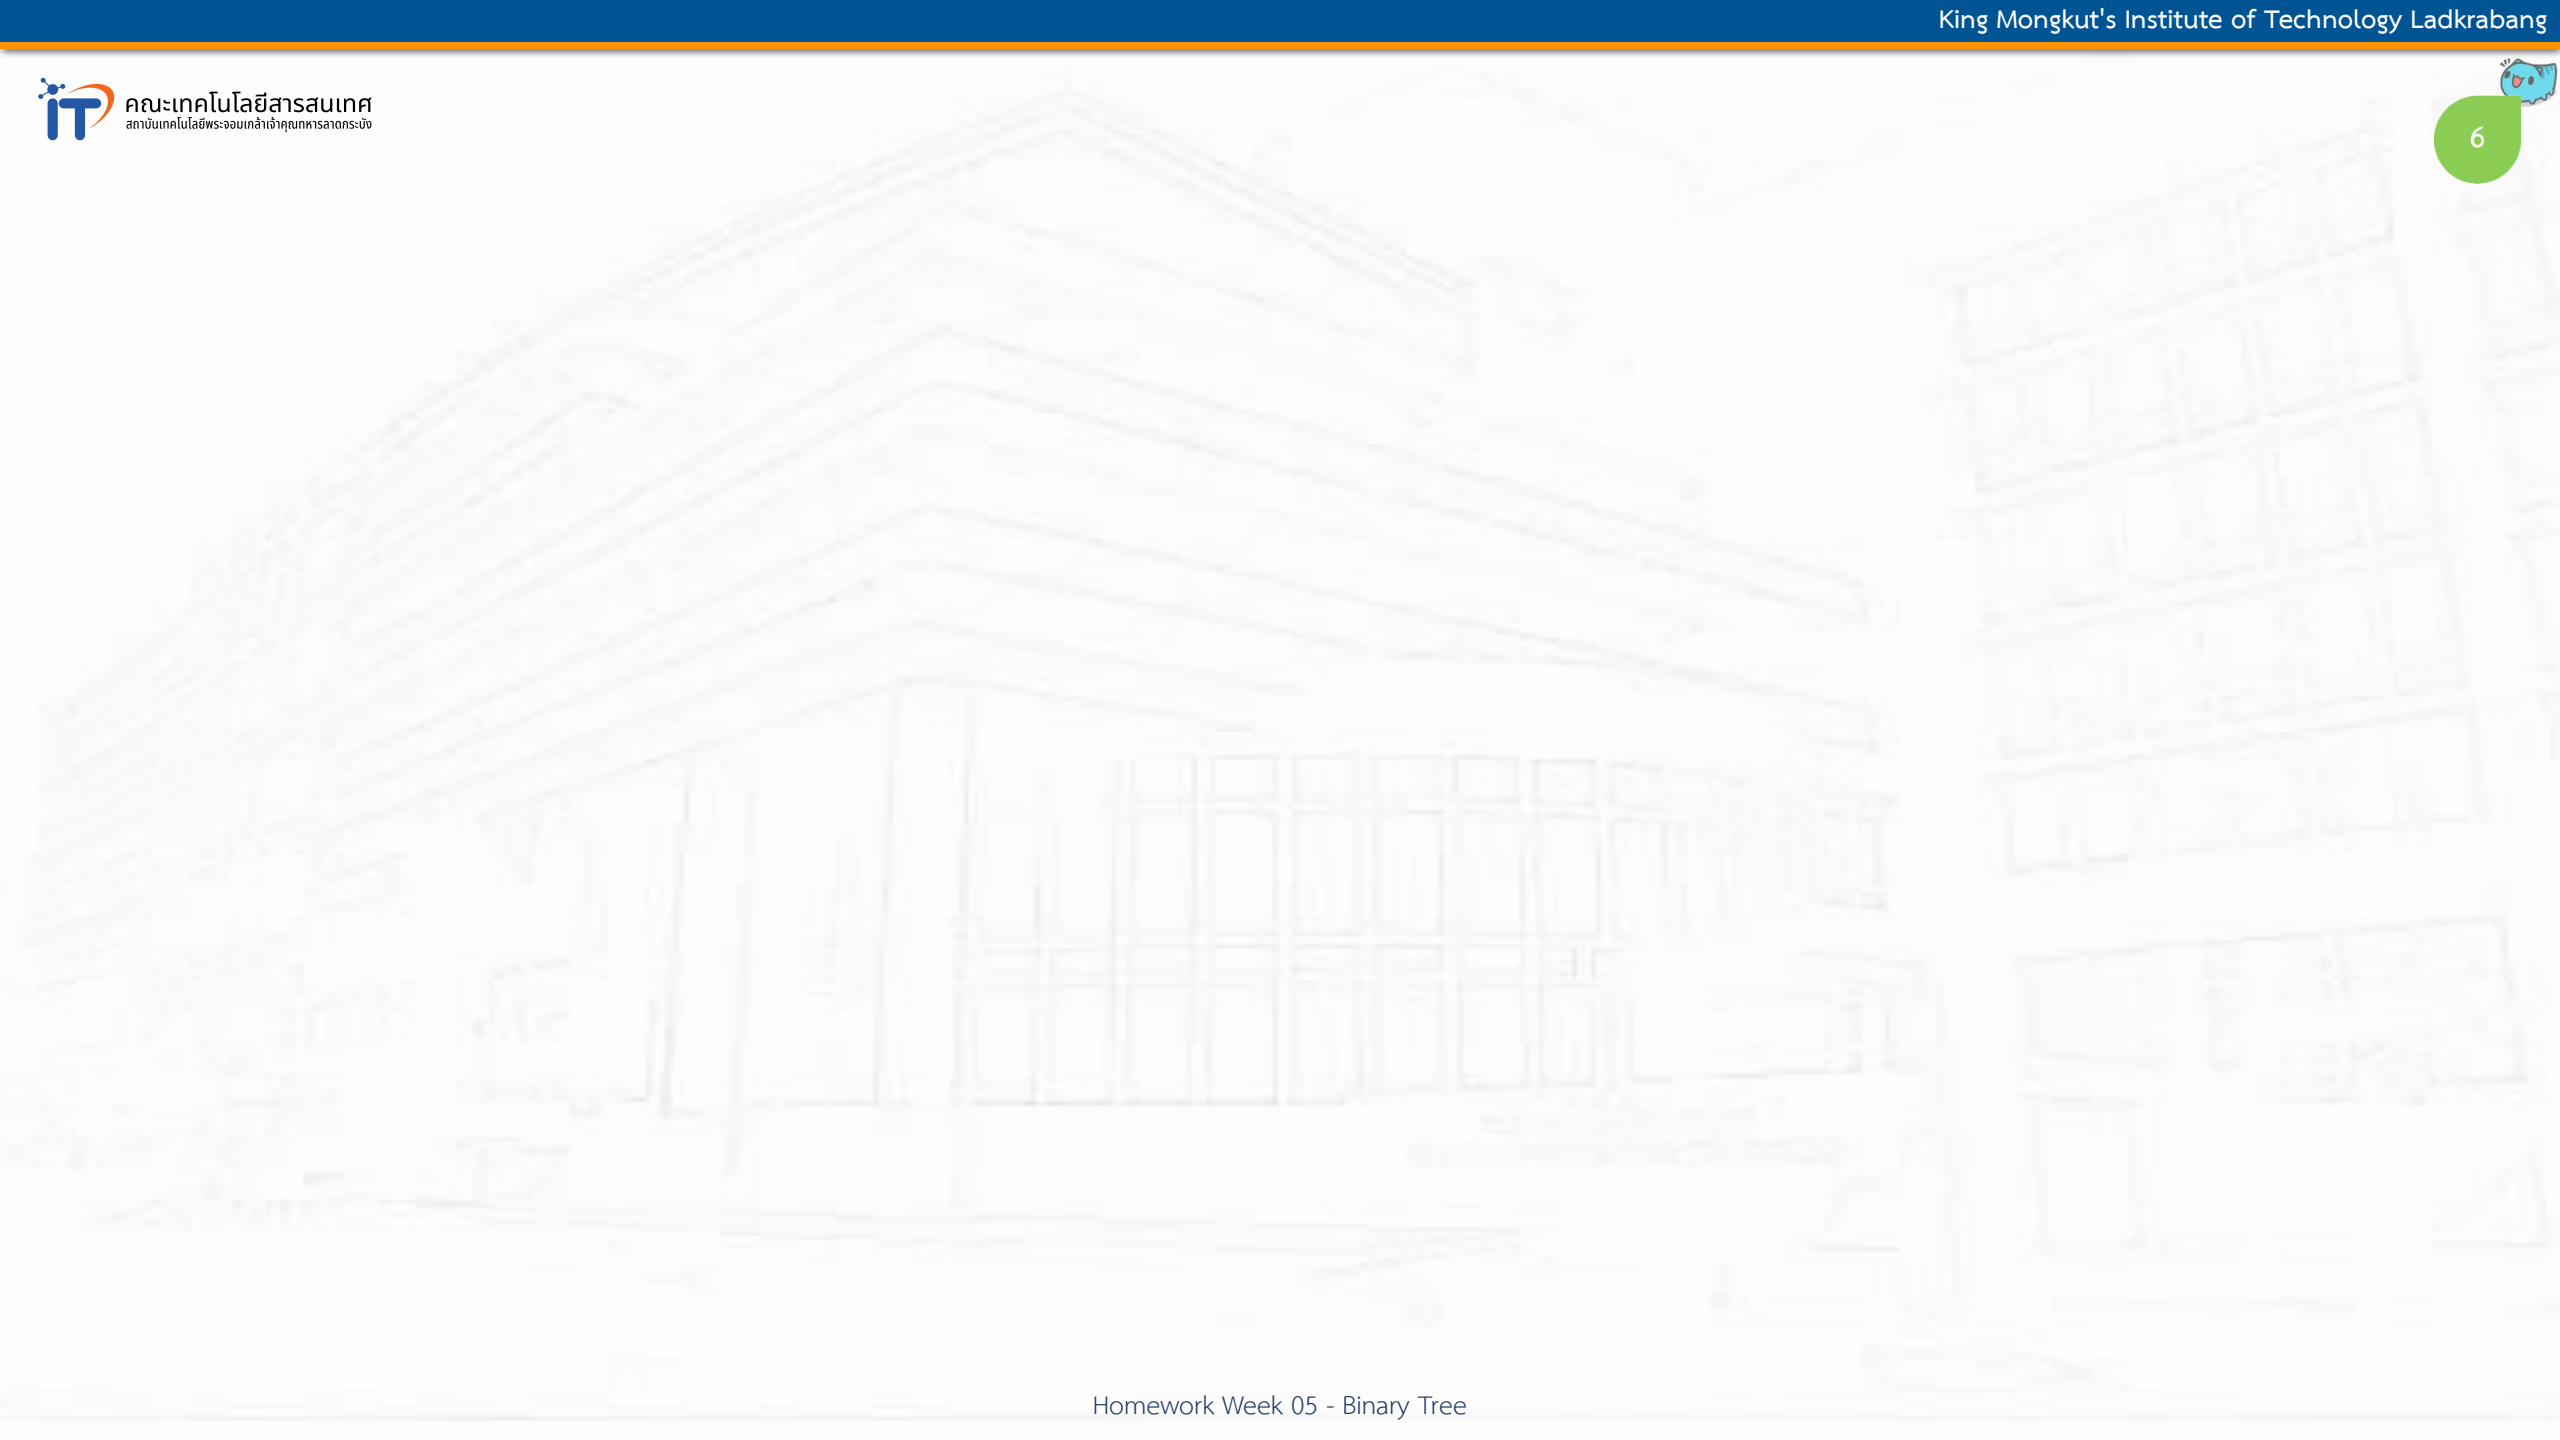 King Mongkut's Institute of Technology Ladkrabang
iT
คณะเทคโนโลยีสารสนเทศ
สถาบันเทคโนโลยีพระจอมเกล้าเจ้าคุณทหารลาดกระบัง
6
Homework Week 05 - Binary Tree